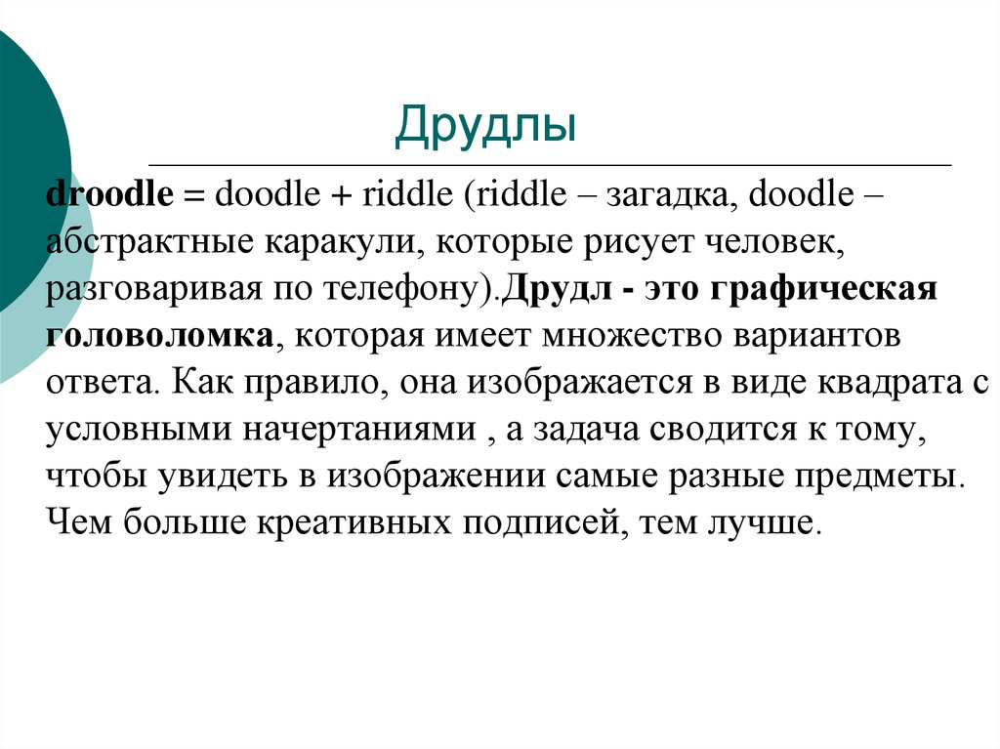 Друдлы
droodle = doodle + riddle (riddle – загадка, doodle –
абстрактные каракули, которые рисует человек,
разговаривая по телефону).Друдл - это графическая
головоломка, которая имеет множество вариантов
ответа. Как правило, она изображается в виде квадрата с
условными начертаниями , а задача сводится к тому,
чтобы увидеть в изображении самые разные предметы.
Чем больше креативных подписей, тем лучше.